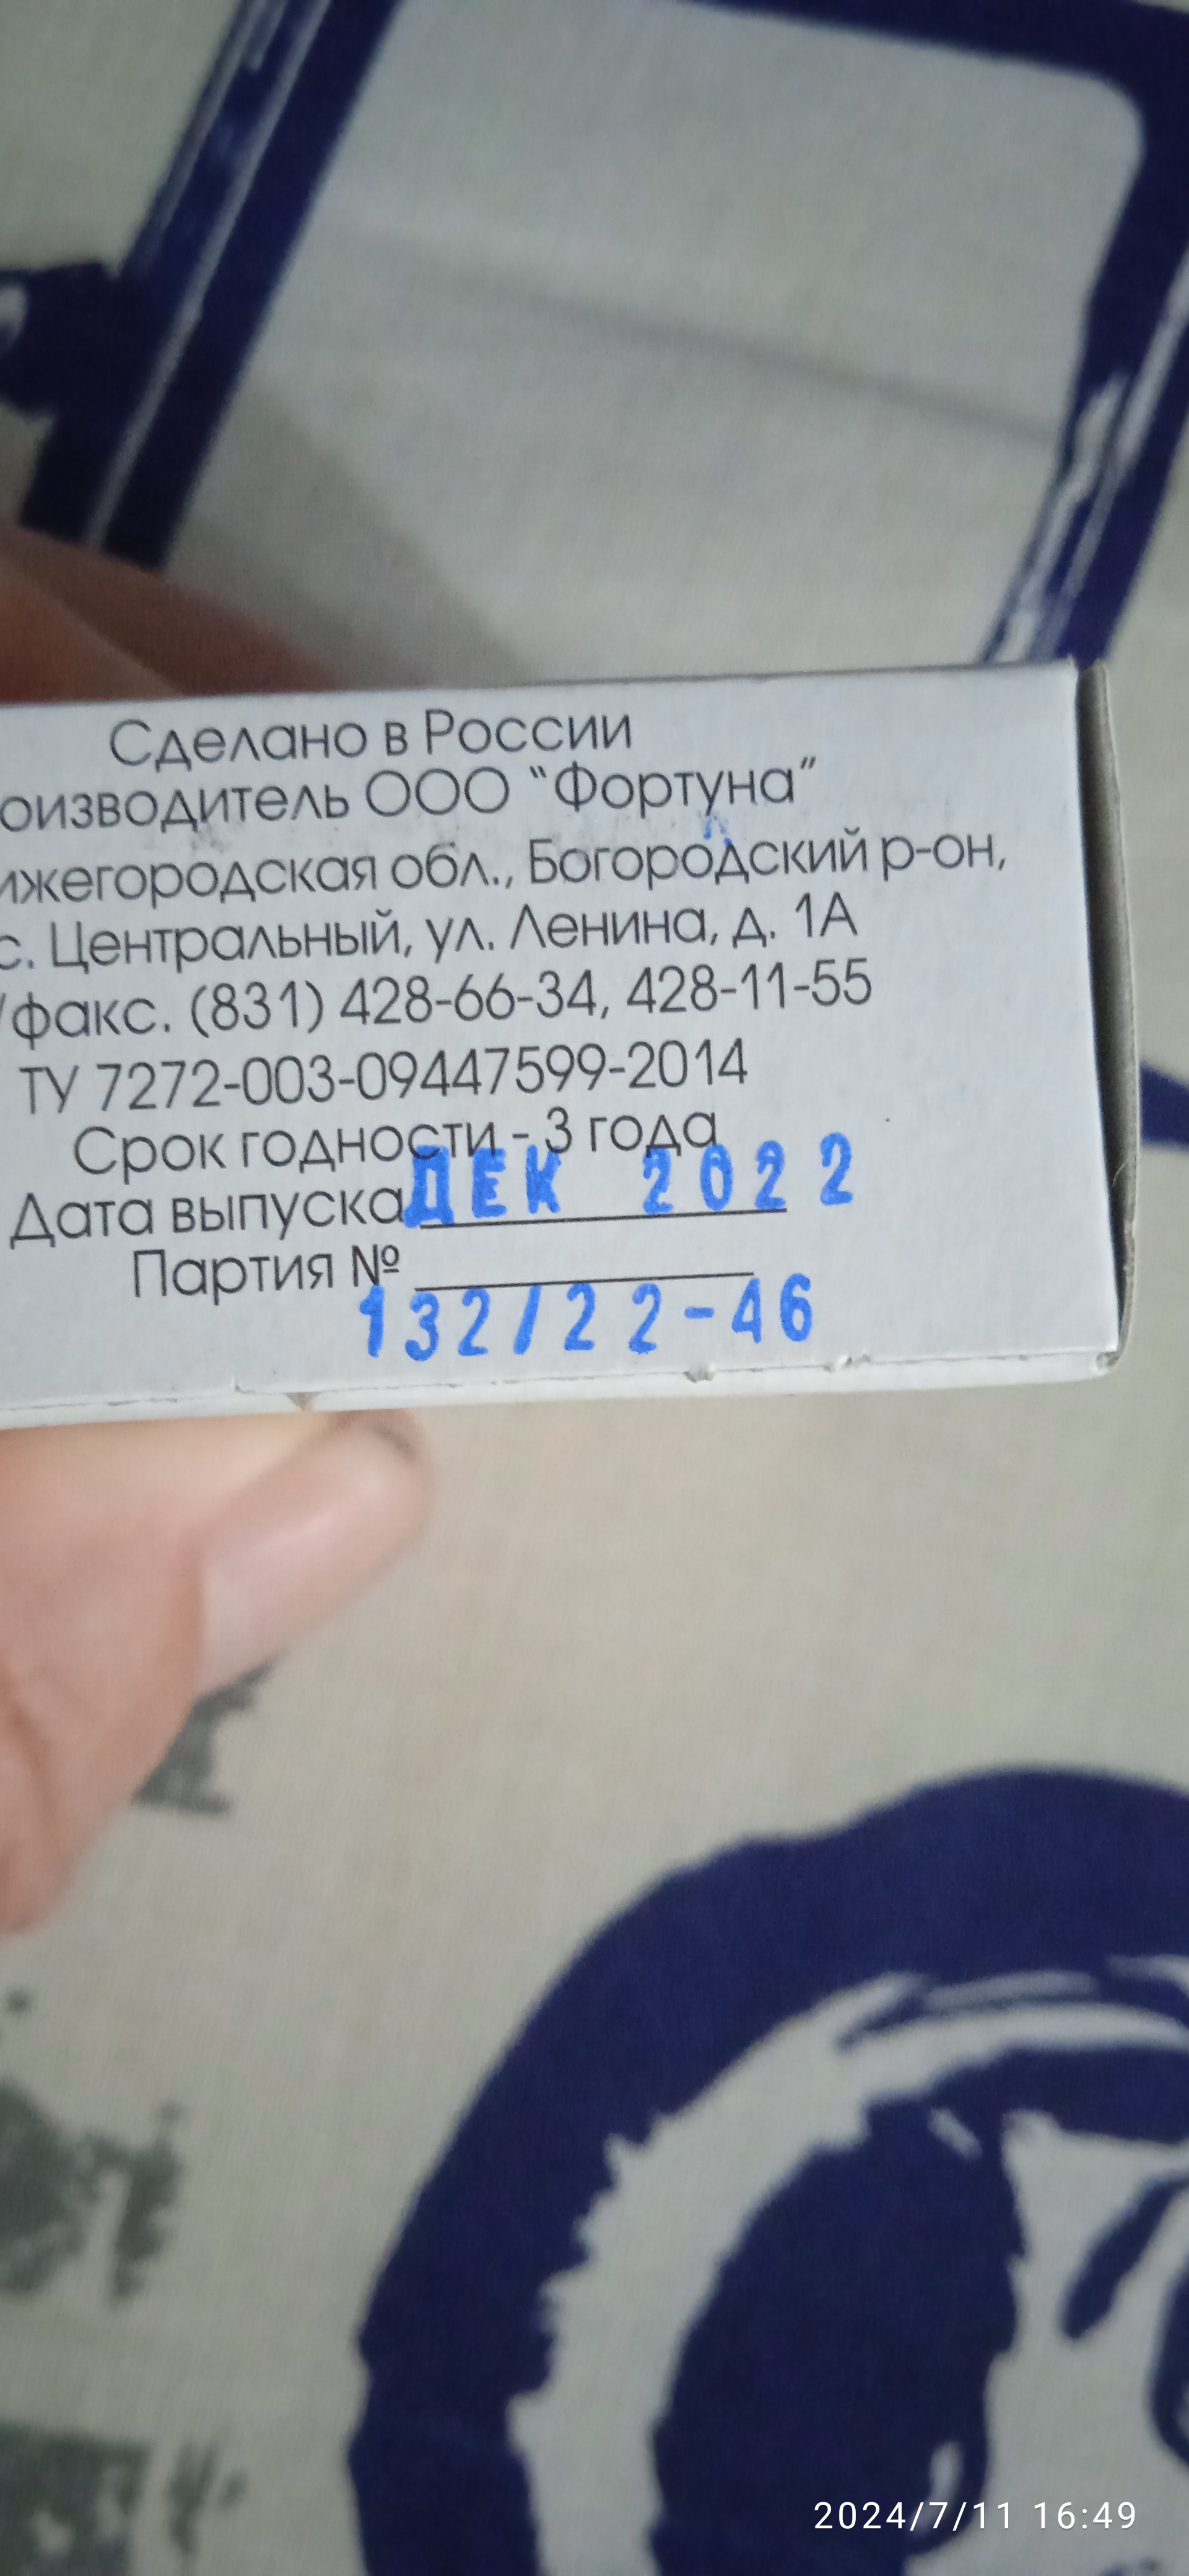 Сделано в России
оизводитель ООО "Фортуна"
ижегородская обл., Богородский р-он,
с. Центральный, ул. Ленина, д. 1А
/факс. (831) 428-66-34, 428-11-55
ТУ 7272-003-09447599-2014
Срок годности - 3 года
Дата выпуска ДЕК 2022
Партия №
132/22-46
2024/7/11 16:49